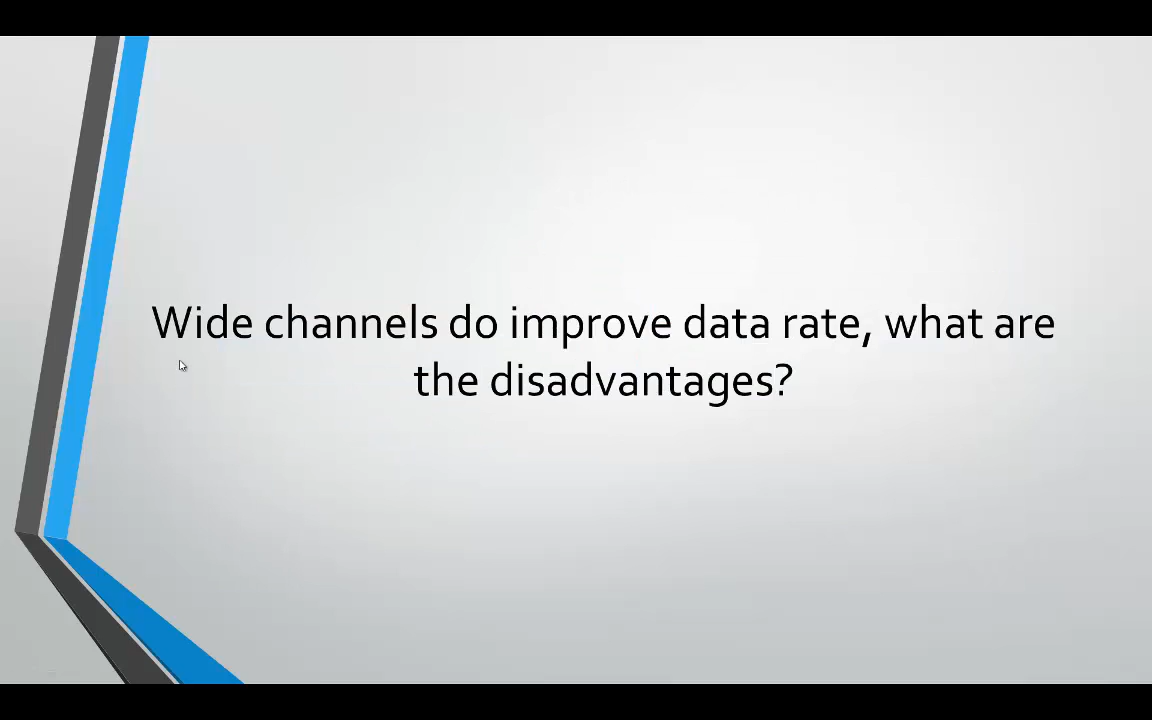 Wide channels do improve data rate, what are
the disadvantages?